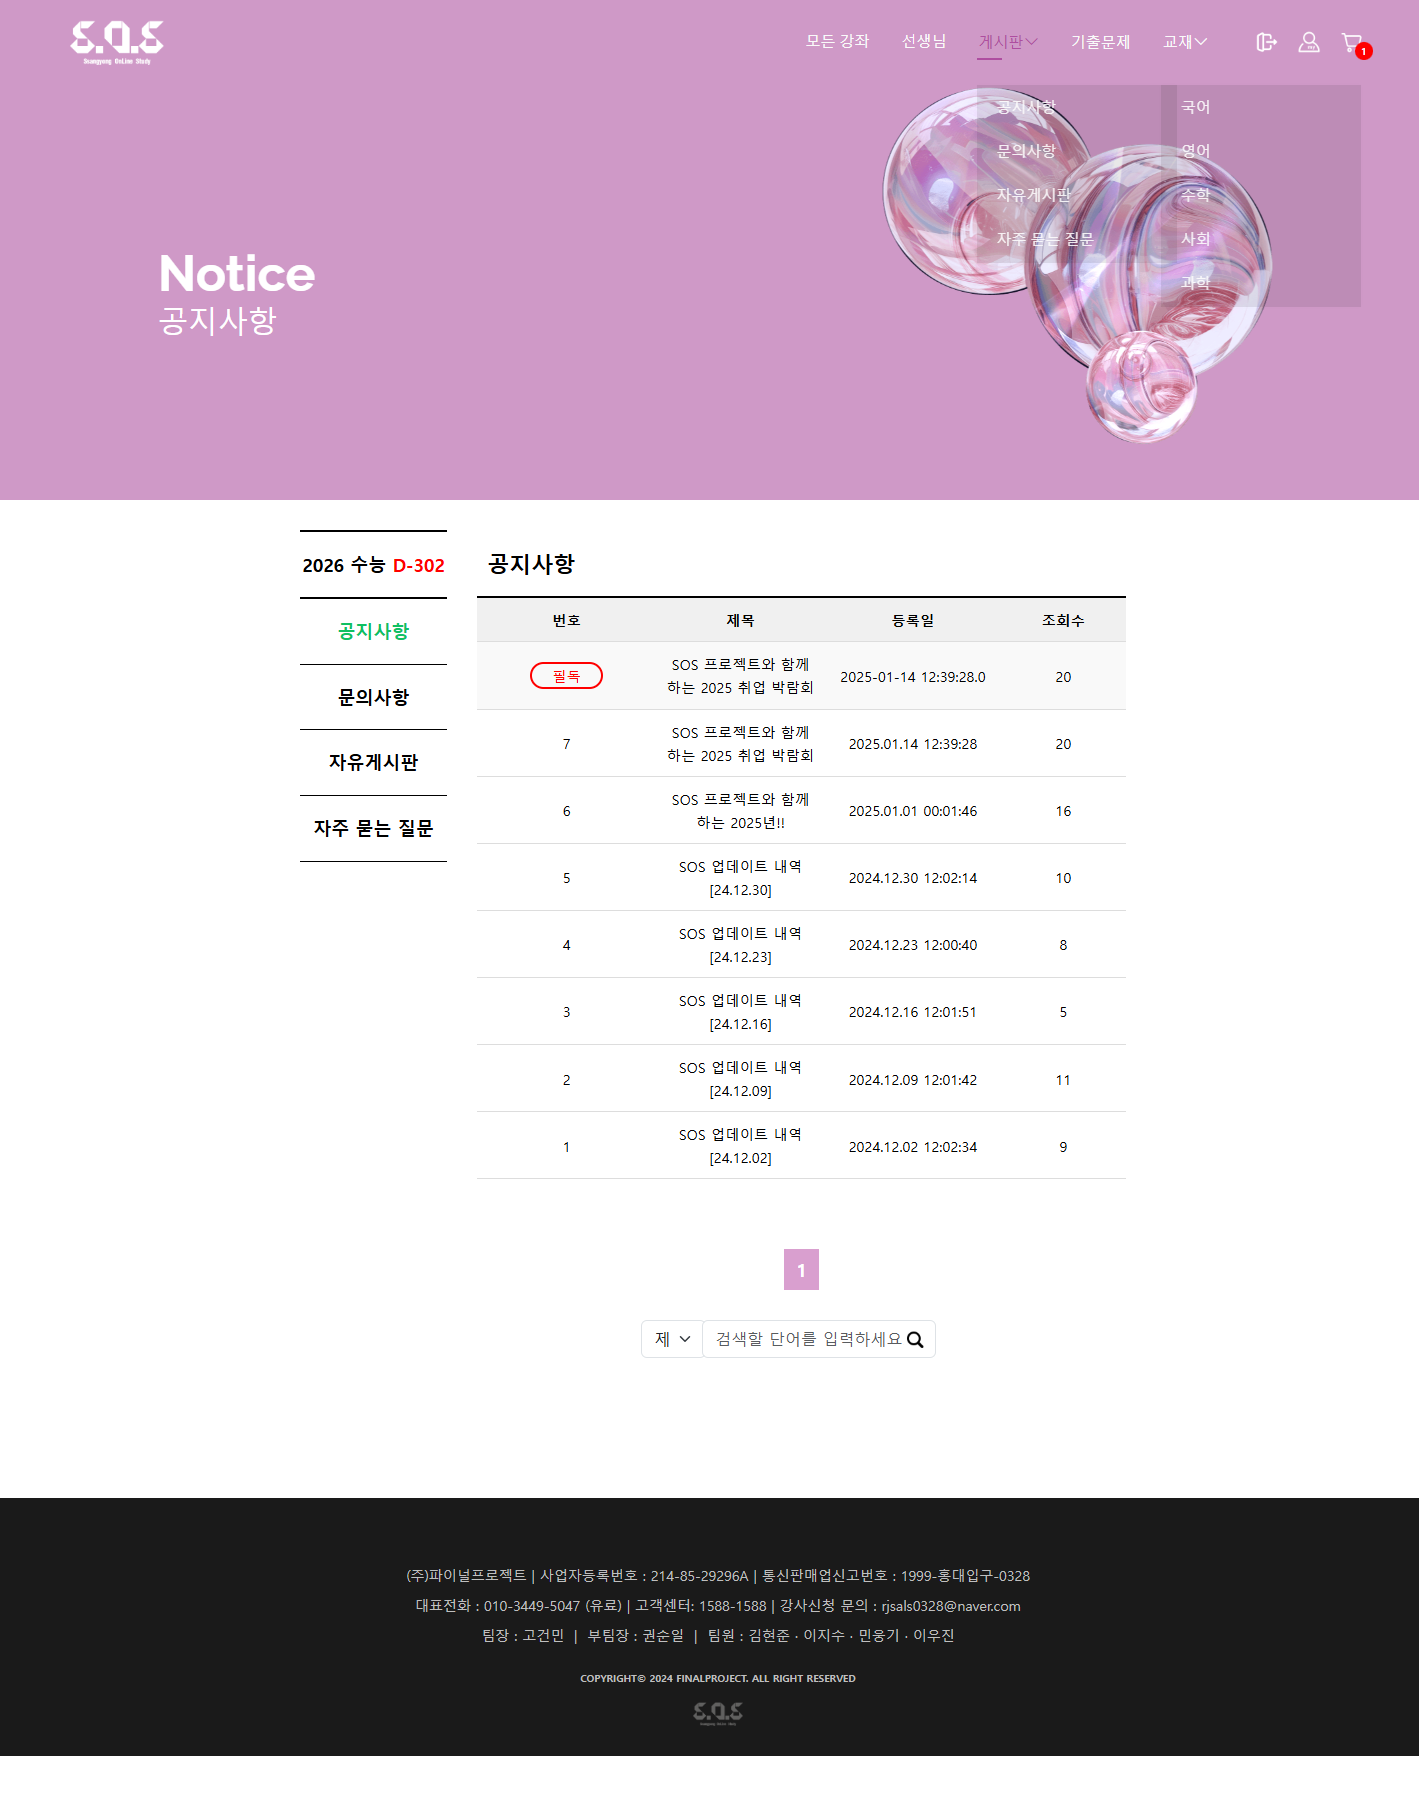 S.O.S
Ssangyong OnLine Study
모든 강좌
선생님
게시판
기출문제
교재
1
공지사항
문의사항
자유게시판
자주 묻는 질문
국어
영어
수학
사회
과학
Notice
공지사항
2026 수능 D-302
공지사항
문의사항
자유게시판
자주 묻는 질문
공지사항
번호 제목 등록일 조회수
필독 SOS 프로젝트와 함께 2025-01-14 12:39:28.0 20
하는 2025 취업 박람회
7 SOS 프로젝트와 함께 2025.01.14 12:39:28 20
하는 2025 취업 박람회
6 SOS 프로젝트와 함께 2025.01.01 00:01:46 16
하는 2025년!!
5 SOS 업데이트 내역 2024.12.30 12:02:14 10
[24.12.30]
4 SOS 업데이트 내역 2024.12.23 12:00:40 8
[24.12.23]
3 SOS 업데이트 내역 2024.12.16 12:01:51 5
[24.12.16]
2 SOS 업데이트 내역 2024.12.09 12:01:42 11
[24.12.09]
1 SOS 업데이트 내역 2024.12.02 12:02:34 9
[24.12.02]
1
제 검색할 단어를 입력하세요
(주)파이널프로젝트 | 사업자등록번호 : 214-85-29296A | 통신판매업신고번호 : 1999-홍대입구-0328
대표전화 : 010-3449-5047 (유료) | 고객센터: 1588-1588 | 강사신청 문의 : rjsals0328@naver.com
팀장 : 고건민 | 부팀장 : 권순일 | 팀원 : 김현준 · 이지수 · 민웅기 · 이우진
COPYRIGHT© 2024 FINALPROJECT. ALL RIGHT RESERVED
S.O.S